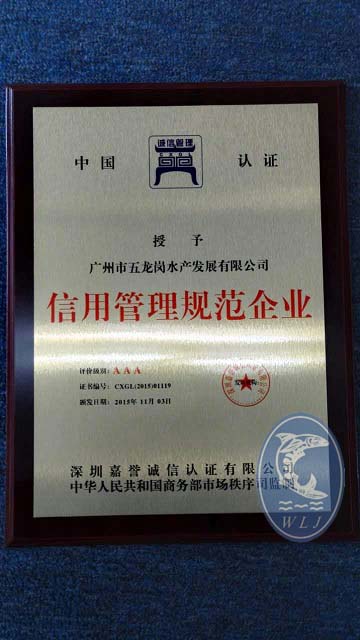 诚信管理
中国 认证
授予
广州市五龙岗水产发展有限公司
信用管理规范企业
评价级别：AAA
证书编号：CXGL(2015)01119
颁发日期：2015年11月03日
深圳嘉誉诚信认证有限公司
中华人民共和国商务部市场秩序司监制
WLJ